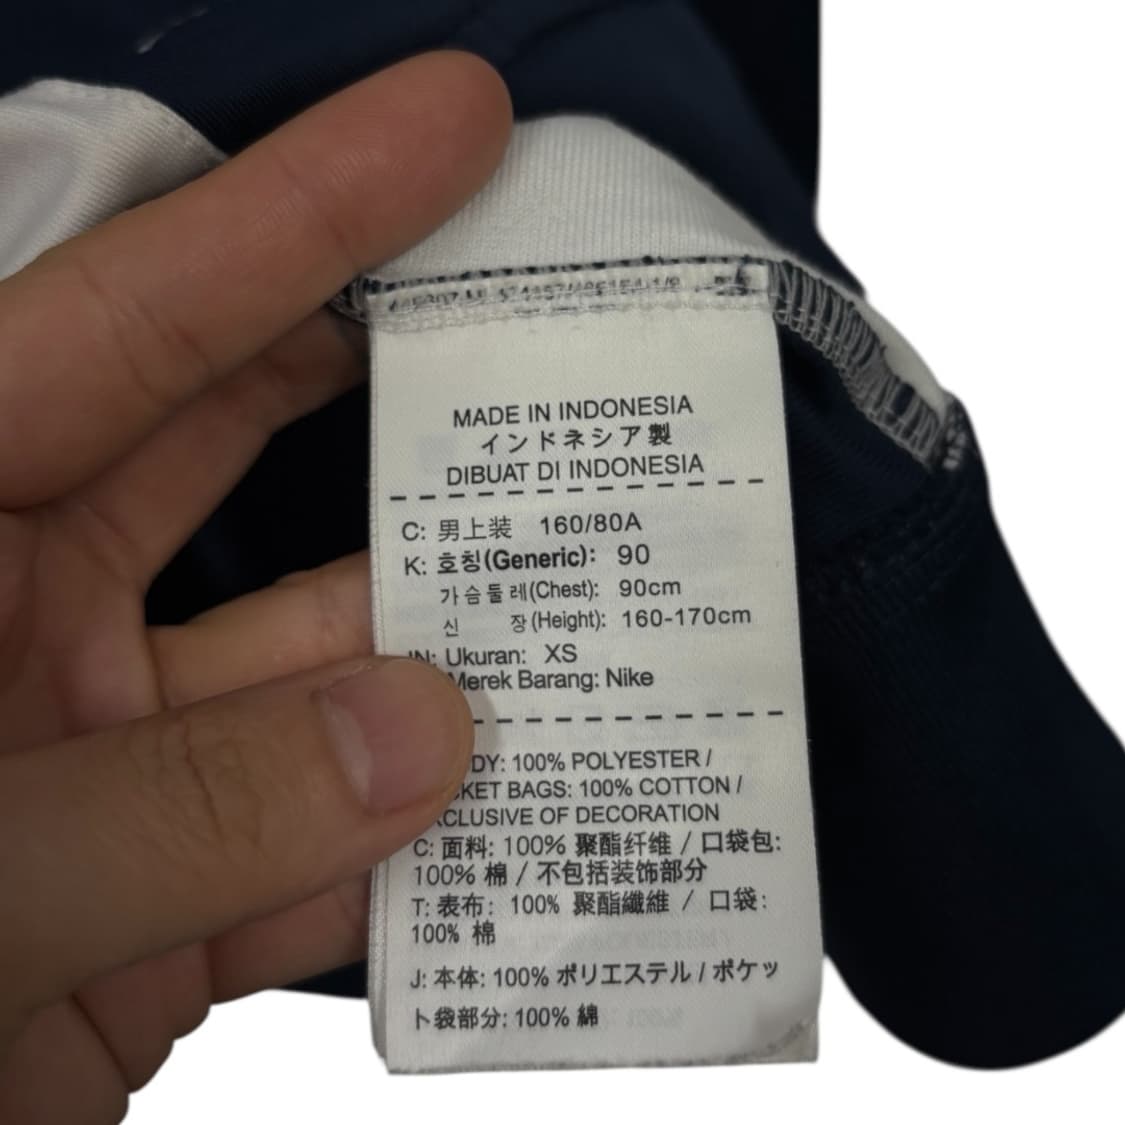 MADE IN INDONESIA
インドネシア製
DIBUAT DI INDONESIA
C: 男上装 160/80A
K: 호칭(Generic): 90
가슴둘레(Chest): 90cm
신 장(Height): 160-170cm
IN: Ukuran: XS
Merek Barang: Nike
DY: 100% POLYESTER /
KET BAGS: 100% COTTON /
CLUSIVE OF DECORATION
C: 面料: 100% 聚酯纤维 / 口袋包:
100% 棉 / 不包括装饰部分
T: 表布: 100% 聚酯纖維 / 口袋:
100% 棉
J: 本体: 100% ポリエステル / ポケッ
ト袋部分: 100% 綿